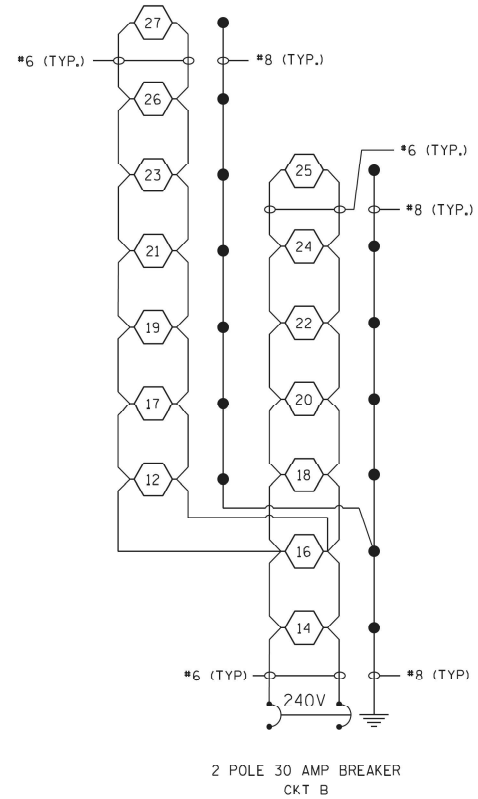 27
#6 (TYP.)
#8 (TYP.)
26
#6 (TYP.)
25
23
#8 (TYP.)
24
21
22
19
20
17
18
12
16
14
#6 (TYP)
#8 (TYP)
240V
2 POLE 30 AMP BREAKER
CKT B